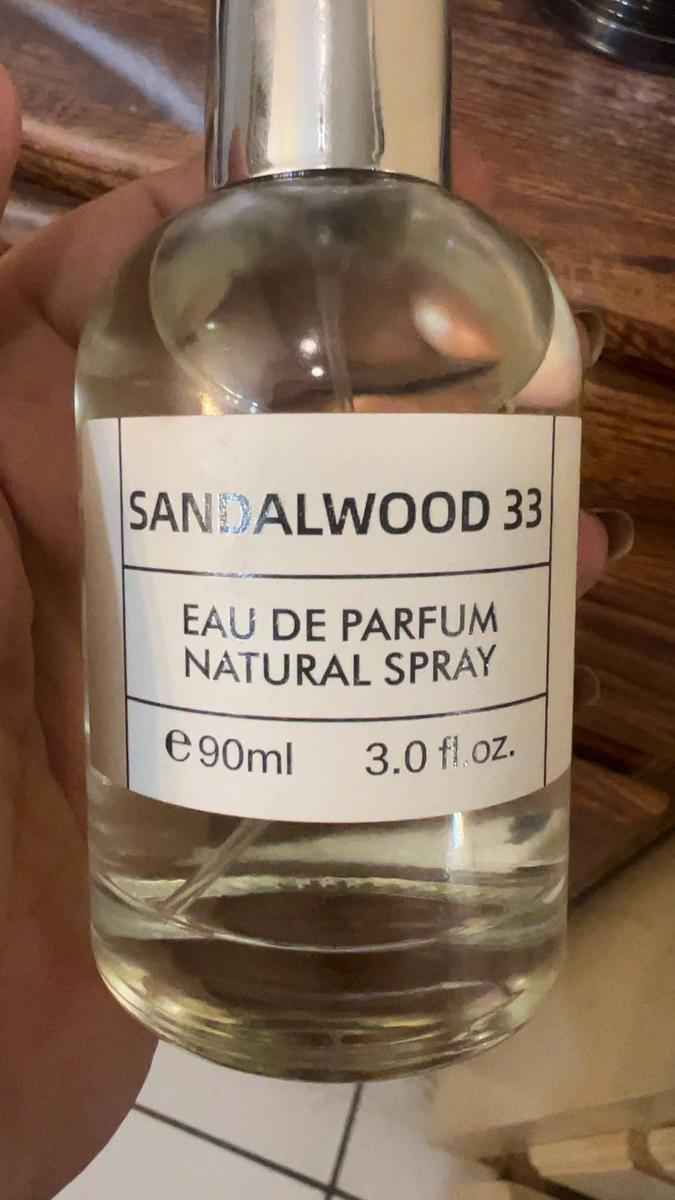 SANDALWOOD 33
EAU DE PARFUM
NATURAL SPRAY
℮90ml 3.0 fl.oz.